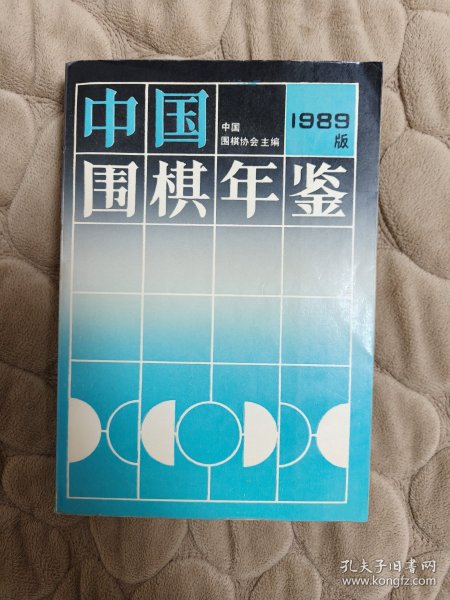 中国
中国
围棋协会主编
1989
版
围棋年鉴
孔夫子旧书网
www.kongfz.com